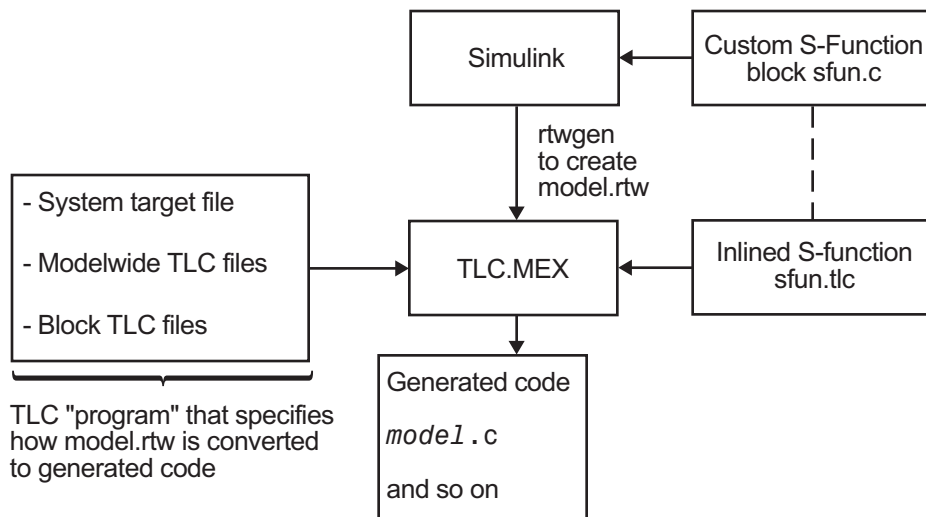 Simulink
Custom S-Function
block sfun.c
rtwgen
to create
model.rtw
- System target file
- Modelwide TLC files
- Block TLC files
TLC.MEX
Inlined S-function
sfun.tlc
TLC "program" that specifies
how model.rtw is converted
to generated code
Generated code
model.c
and so on